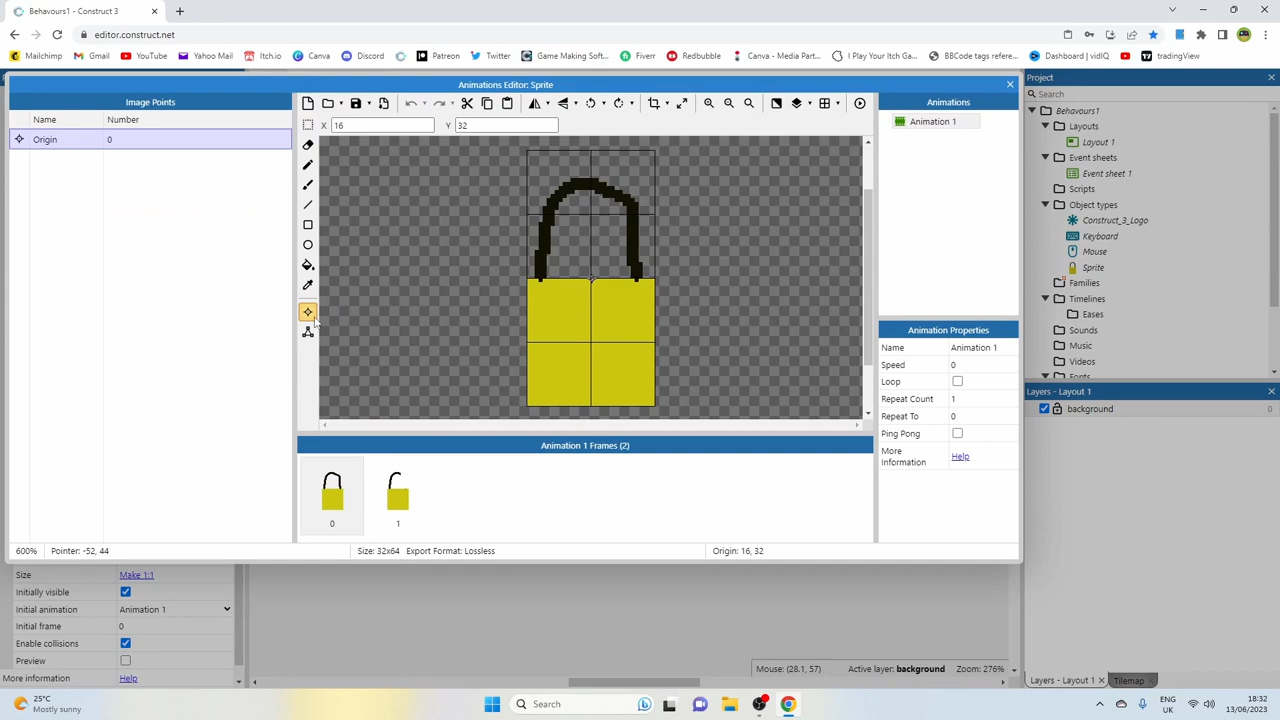 Behavours1
editor.construct.net
Mailchimp
Gmail
YouTube
Yahoo Mail
Itch.io
Canva
Discord
Patreon
Twitter
Game Making Soft...
Fiverr
Redbubble
Canva - Media Part...
I Play Your Itch Ga...
BBCode tags refere...
Dashboard | vidIQ
tradingView
Animations Editor: Sprite
Project
Image Points
Animations
Search
Name Number
X 16 Y 32
Animation 1
Behavours1
Origin 0
Layouts
Layout 1
Event sheets
Event sheet 1
Scripts
Object types
Construct_3_Logo
Keyboard
Mouse
Sprite
Families
Timelines
Eases
Sounds
Music
Videos
Fonts
Animation Properties
Name Animation 1
Speed 0
Loop
Repeat Count 1
Repeat To 0
Ping Pong
More Information Help
Layers - Layout 1
background 0
Animation 1 Frames (2)
0 1
600% Pointer: -52, 44 Size: 32x64 Export Format: Lossless Origin: 16, 32
Size Make 1:1
Initially visible
Initial animation Animation 1
Initial frame 0
Enable collisions
Preview
More information Help
Mouse: (28.1, 57) Active layer: background Zoom: 276%
Layers - Layout 1 Tilemap
25°C
Mostly sunny
Search
ENG
UK
18:32
13/06/2023